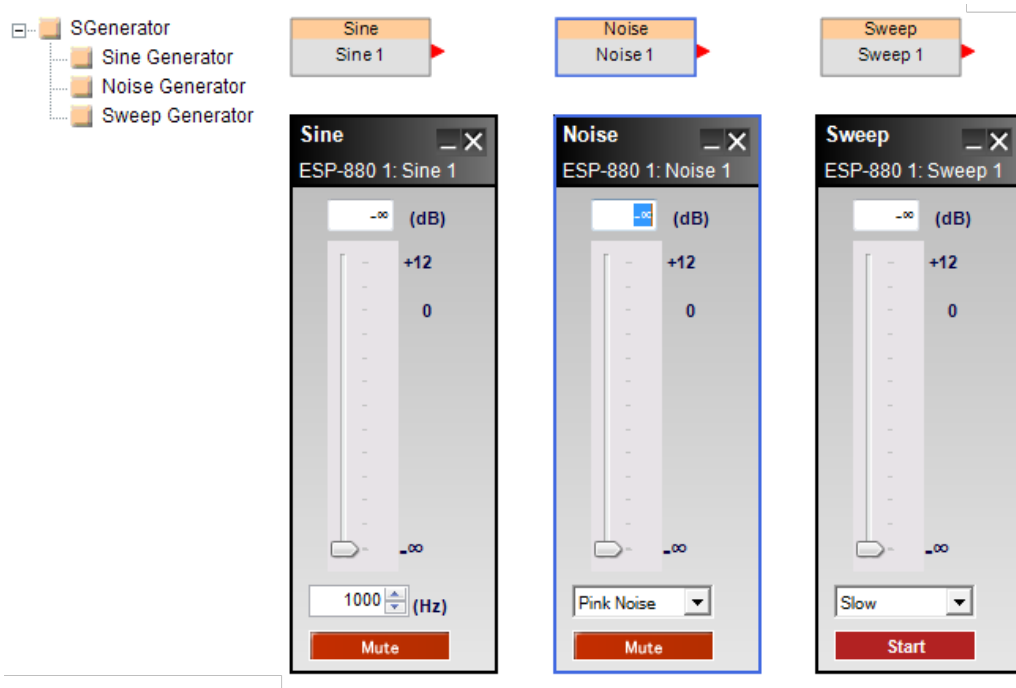 SGenerator
Sine Generator
Noise Generator
Sweep Generator
Sine
Sine 1
Noise
Noise 1
Sweep
Sweep 1
Sine
ESP-880 1: Sine 1
-∞ (dB)
+12
0
-∞
1000 (Hz)
Mute
Noise
ESP-880 1: Noise 1
-∞ (dB)
+12
0
-∞
Pink Noise
Mute
Sweep
ESP-880 1: Sweep 1
-∞ (dB)
+12
0
-∞
Slow
Start